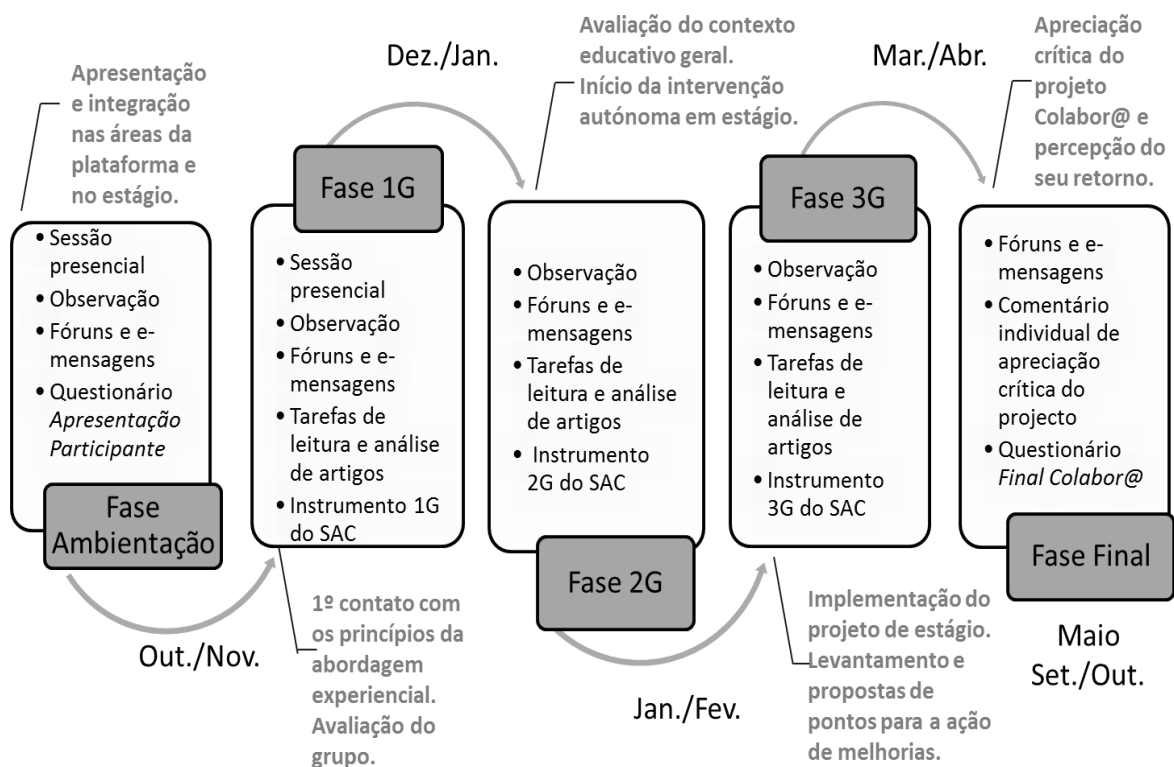 Apresentação
e integração
nas áreas da
plataforma e
no estágio.
• Sessão
presencial
• Observação
• Fóruns e e-
mensagens
• Questionário
Apresentação
Participante
Fase
Ambientação
Out./Nov.
Dez./Jan.
Fase 1G
• Sessão
presencial
• Observação
• Fóruns e e-
mensagens
• Tarefas de
leitura e análise
de artigos
• Instrumento 1G
do SAC
1º contato com
os princípios da
abordagem
experiencial.
Avaliação do
grupo.
Avaliação do contexto
educativo geral.
Início da intervenção
autónoma em estágio.
• Observação
• Fóruns e e-
mensagens
• Tarefas de
leitura e análise
de artigos
• Instrumento
2G do SAC
Fase 2G
Jan./Fev.
Mar./Abr.
Fase 3G
• Observação
• Fóruns e e-
mensagens
• Tarefas de
leitura e
análise de
artigos
• Instrumento
3G do SAC
Implementação do
projeto de estágio.
Levantamento e
propostas de
pontos para a ação
de melhorias.
Apreciação
crítica do
projeto
Colabor@ e
percepção do
seu retorno.
• Fóruns e e-
mensagens
• Comentário
individual de
apreciação
crítica do
projecto
• Questionário
Final Colabor@
Fase Final
Maio
Set./Out.